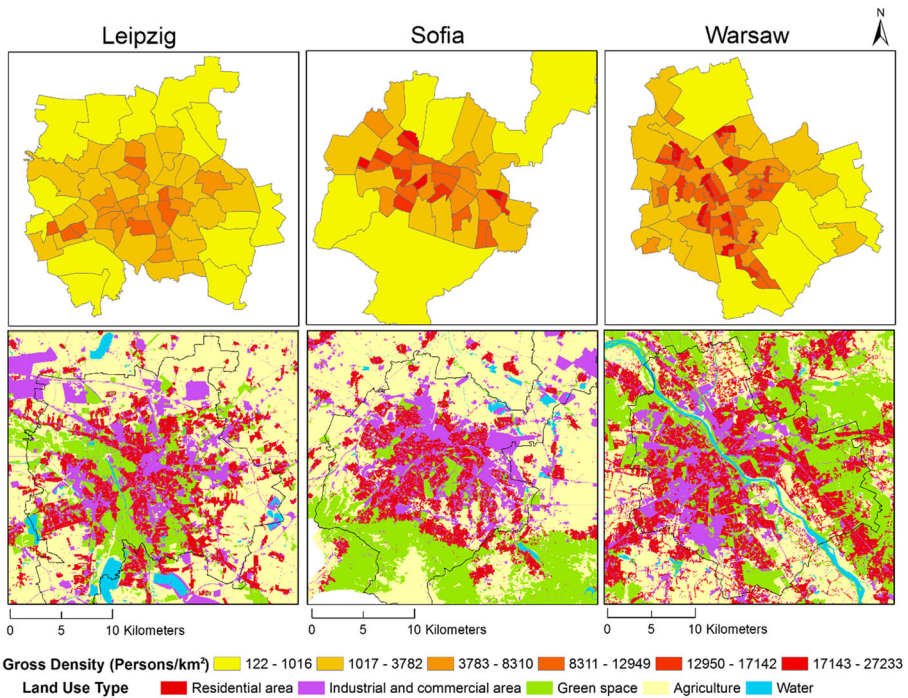 Leipzig Sofia Warsaw N
0 5 10 Kilometers 0 5 10 Kilometers 0 5 10 Kilometers
Gross Density (Persons/km²) 122 - 1016 1017 - 3782 3783 - 8310 8311 - 12949 12950 - 17142 17143 - 27233
Land Use Type Residential area Industrial and commercial area Green space Agriculture Water